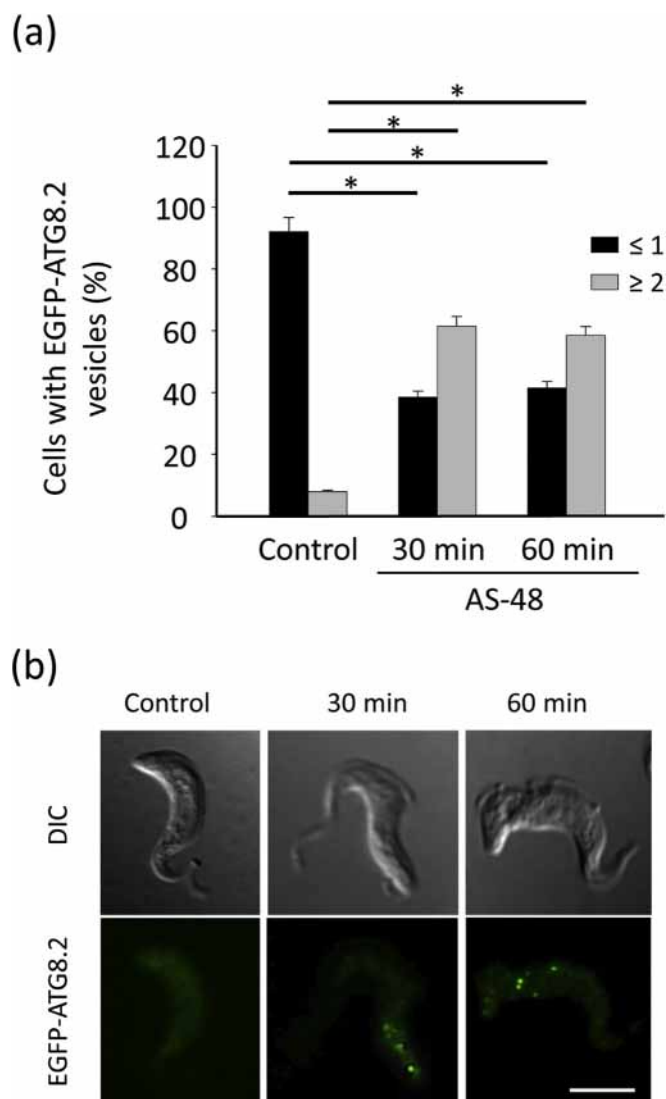 (a)
*
*
*
*
120
100
80
60
40
20
0
Cells with EGFP-ATG8.2
vesicles (%)
≤ 1
≥ 2
Control
30 min
60 min
AS-48
(b)
Control
30 min
60 min
DIC
EGFP-ATG8.2